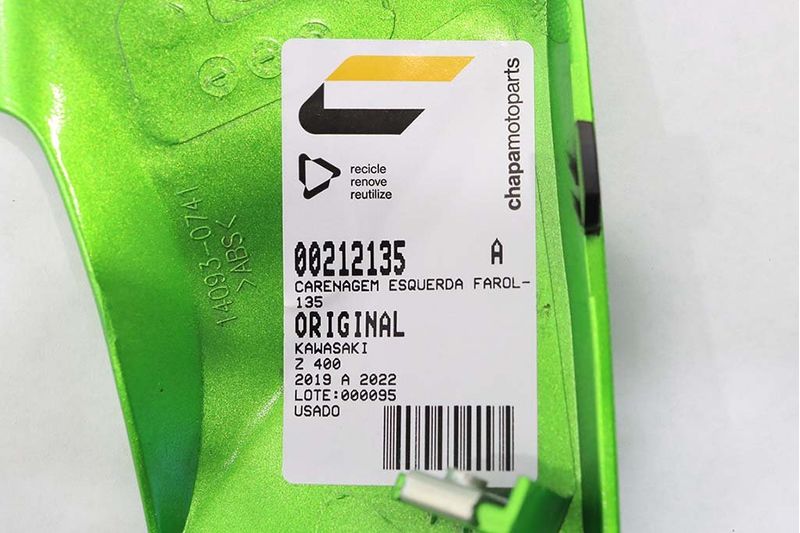 chapamotoparts
recicle
renove
reutilize
00212135 A
CARENAGEM ESQUERDA FAROL-
135
ORIGINAL
KAWASAKI
Z 400
2019 A 2022
LOTE:000095
USADO
14093-0741
>ABS<